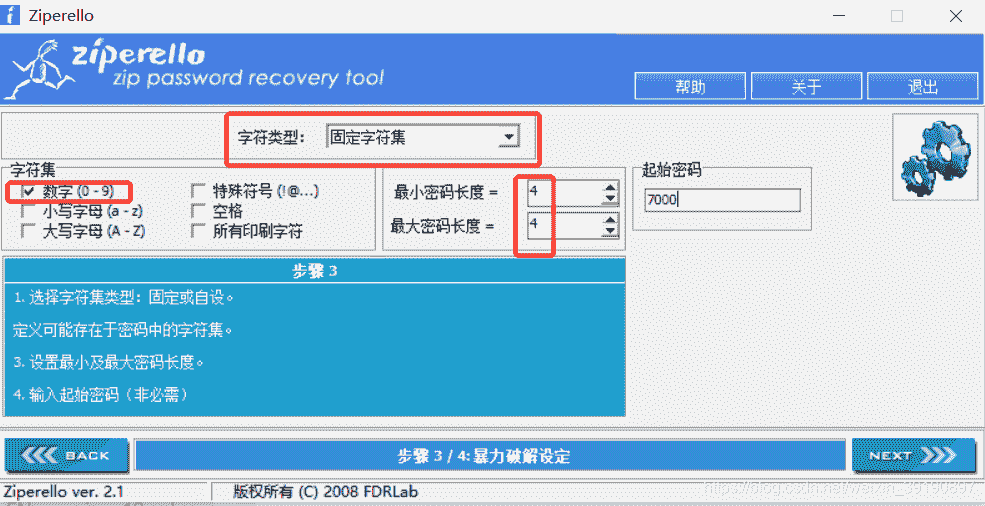 Ziperello
ziperello
zip password recovery tool
帮助
关于
退出
字符类型：
固定字符集
字符集
数字 (0 - 9)
特殊符号 (!@...)
小写字母 (a - z)
空格
大写字母 (A - Z)
所有印刷字符
最小密码长度 =
4
最大密码长度 =
4
起始密码
7000
步骤 3
1. 选择字符集类型：固定或自设。
定义可能存在于密码中的字符集。
3. 设置最小及最大密码长度。
4. 输入起始密码（非必需）
BACK
步骤 3 / 4:暴力破解设定
NEXT
Ziperello ver. 2.1
版权所有 (C) 2008 FDRLab